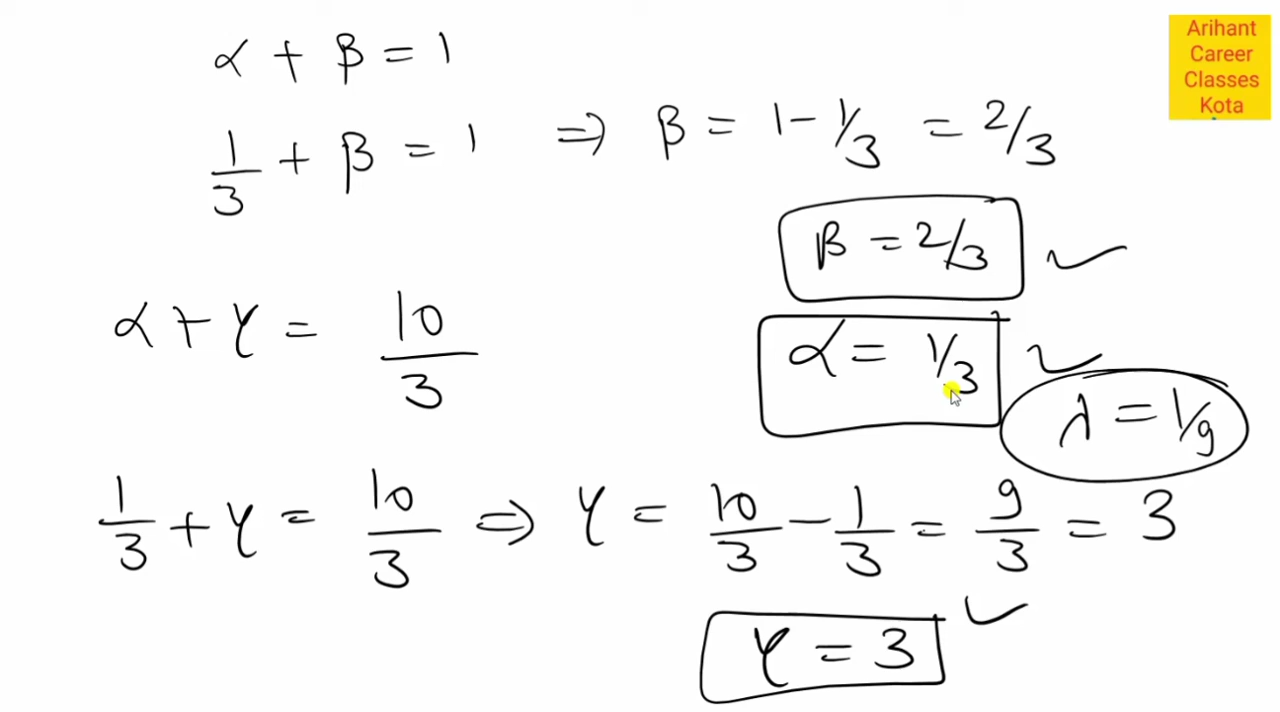 Arihant
Career
Classes
Kota
α + β = 1
1/3 + β = 1 ⇒ β = 1 - 1/3 = 2/3
β = 2/3
α + γ = 10/3
α = 1/3
λ = 1/9
1/3 + γ = 10/3 ⇒ γ = 10/3 - 1/3 = 9/3 = 3
γ = 3